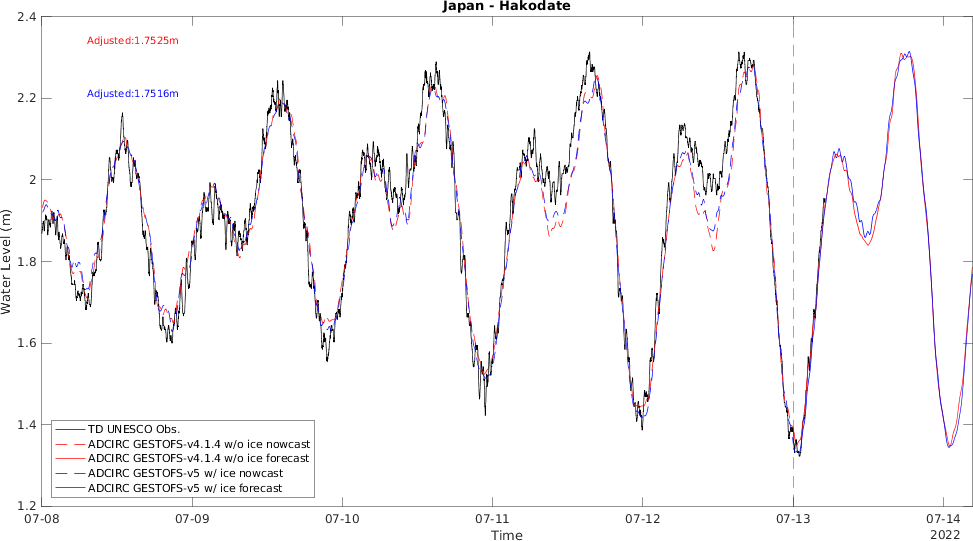 Japan - Hakodate
2.4
Adjusted:1.7525m
2.2
Adjusted:1.7516m
2
Water Level (m)
1.8
1.6
1.4
TD UNESCO Obs.
ADCIRC GESTOFS-v4.1.4 w/o ice nowcast
ADCIRC GESTOFS-v4.1.4 w/o ice forecast
ADCIRC GESTOFS-v5 w/ ice nowcast
ADCIRC GESTOFS-v5 w/ ice forecast
1.2
07-08 07-09 07-10 07-11 07-12 07-13 07-14
Time
2022